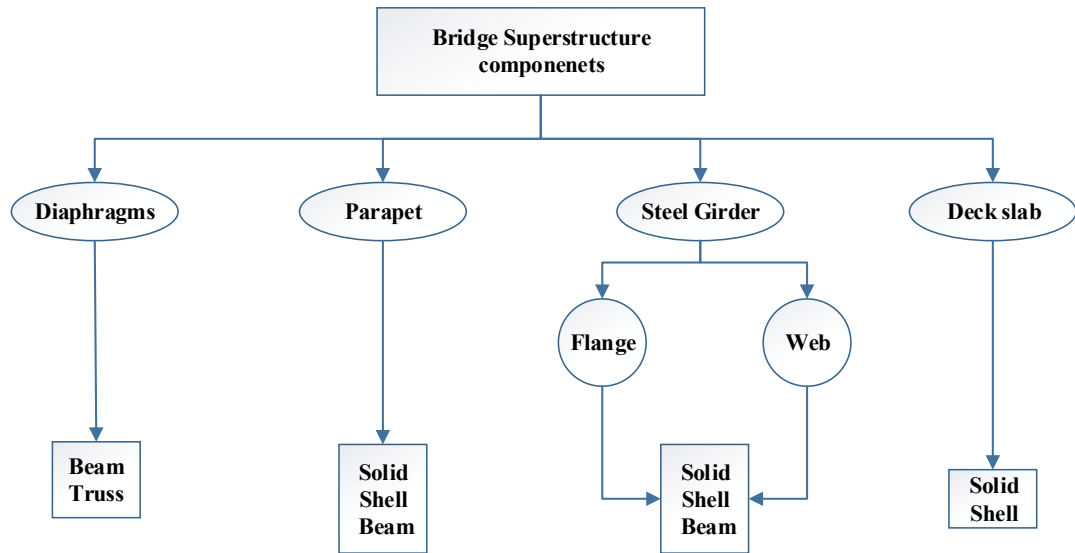 Bridge Superstructure
componenets
Diaphragms
Parapet
Steel Girder
Deck slab
Flange
Web
Beam
Truss
Solid
Shell
Beam
Solid
Shell
Beam
Solid
Shell